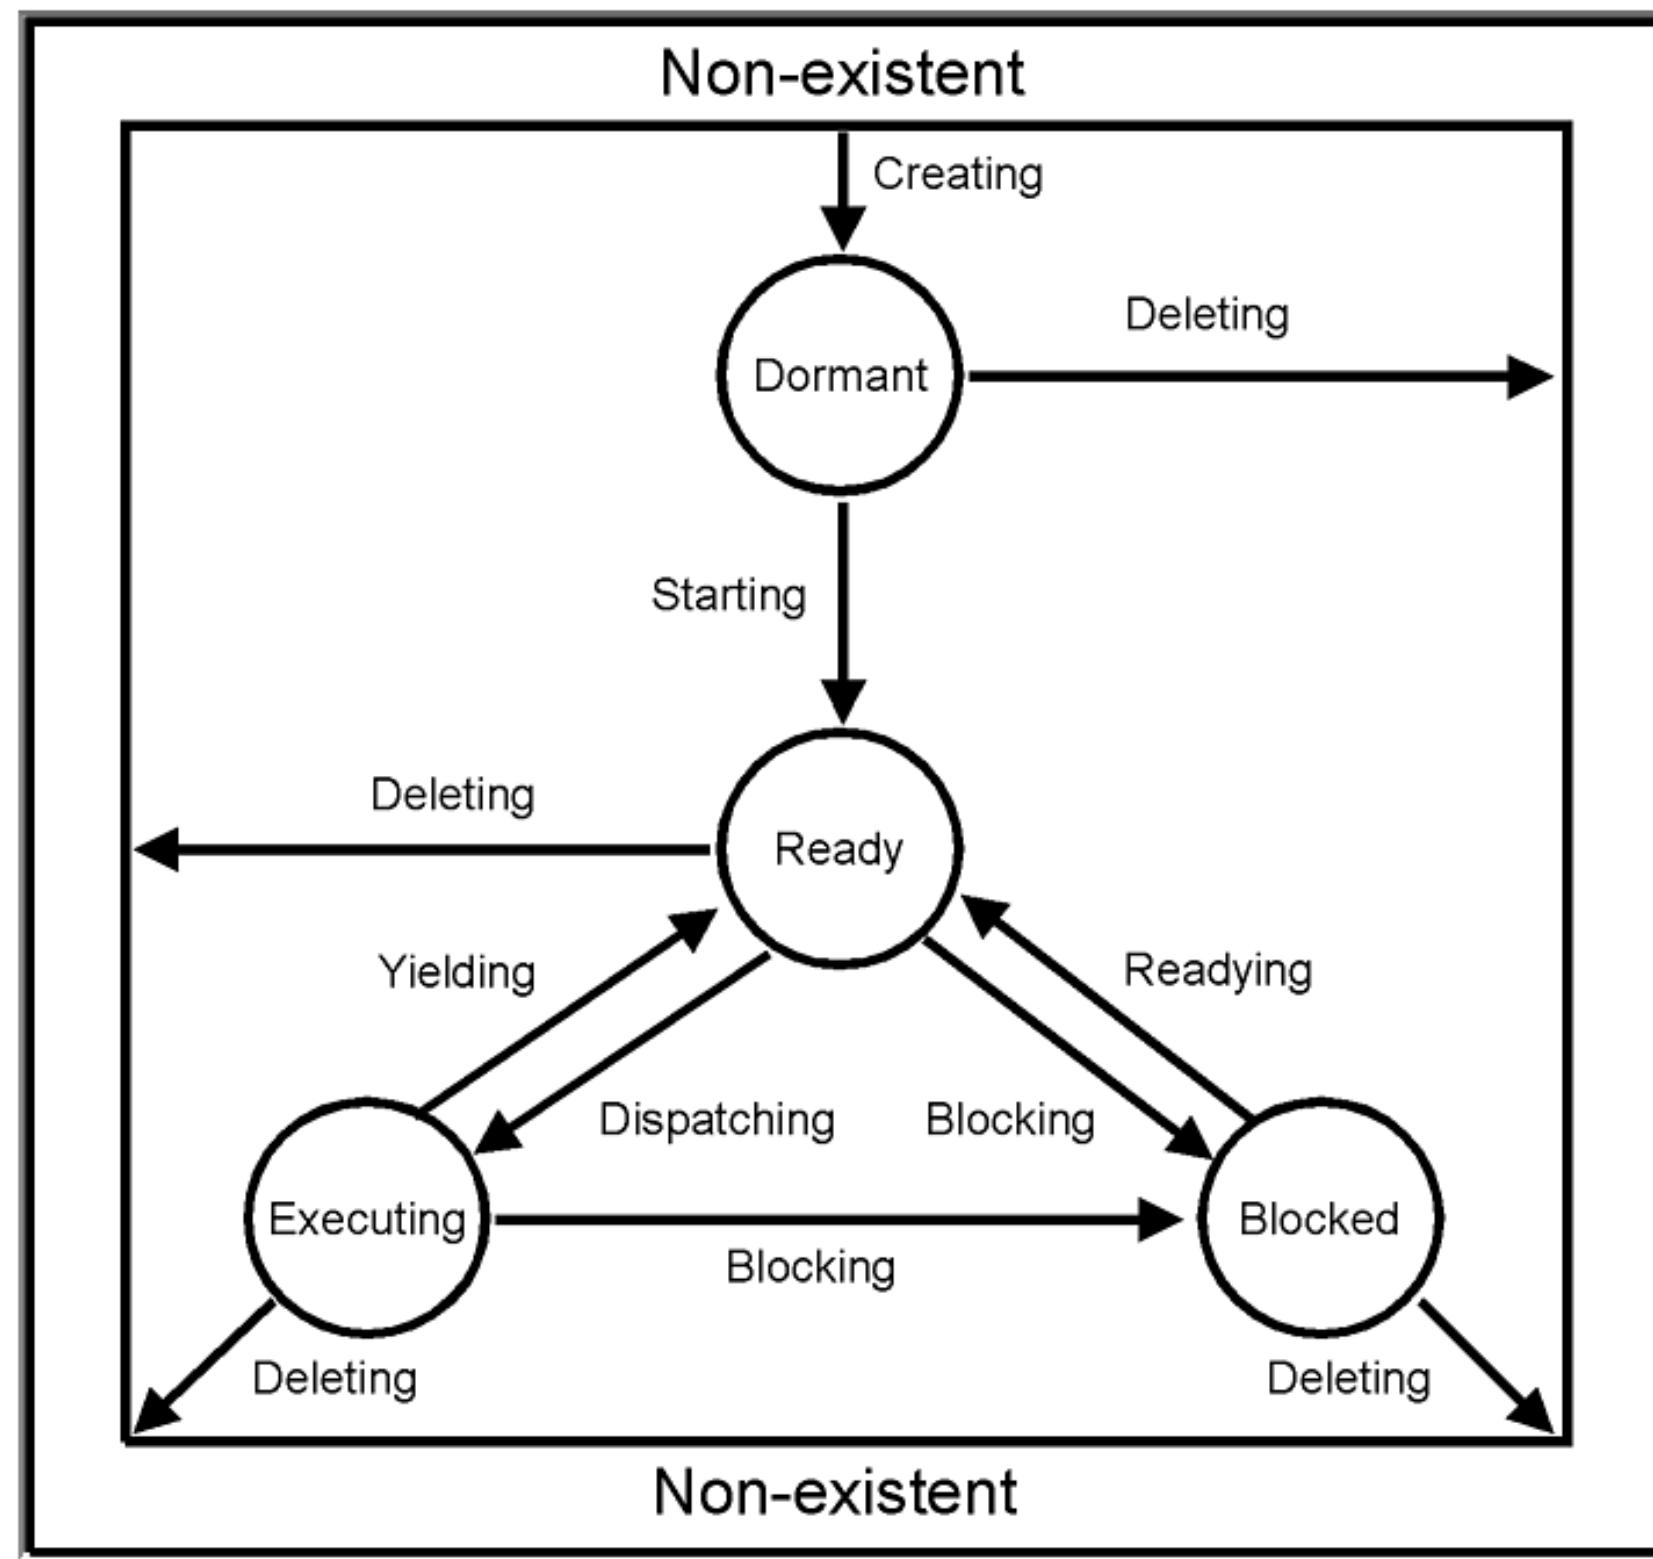 Non-existent
Creating
Deleting
Dormant
Starting
Deleting
Ready
Yielding
Readying
Dispatching
Blocking
Executing
Blocked
Blocking
Deleting
Deleting
Non-existent